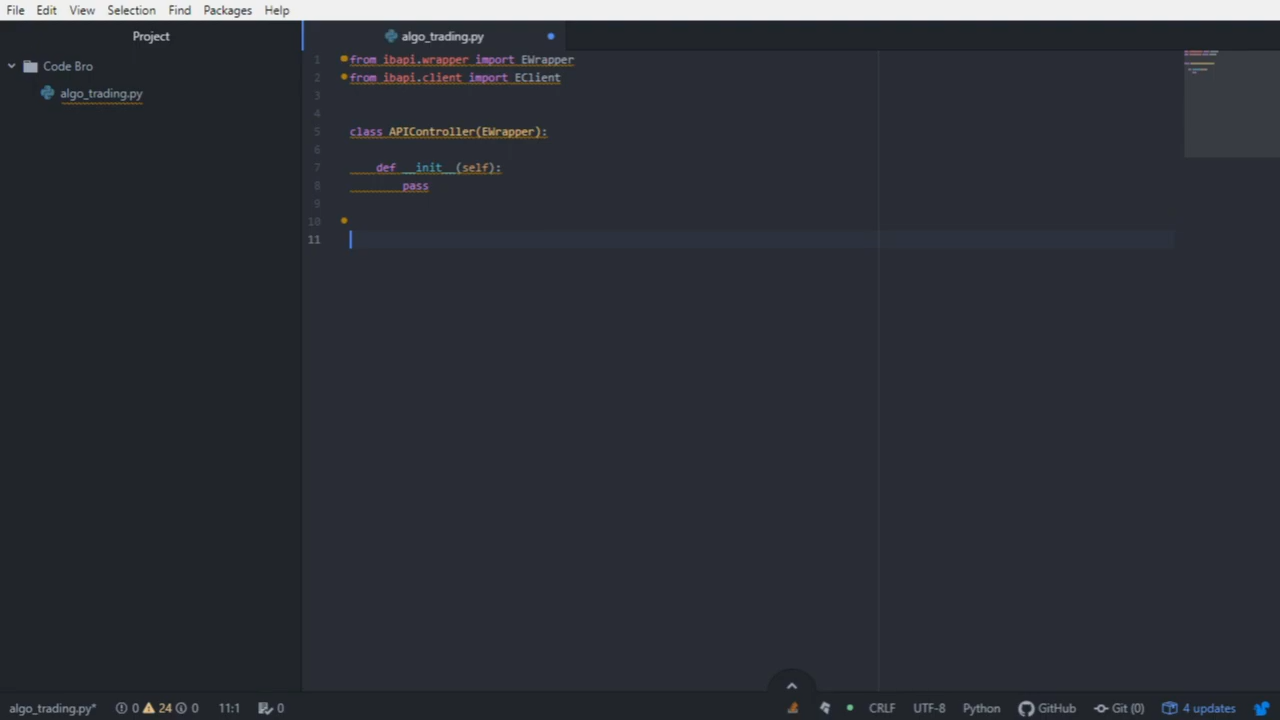 File Edit View Selection Find Packages Help
Project
algo_trading.py
Code Bro
algo_trading.py
1 from ibapi.wrapper import EWrapper
2 from ibapi.client import EClient
3
4
5 class APIController(EWrapper):
6
7     def __init__(self):
8         pass
9
10
11
algo_trading.py* 0 24 0 11:1 0 CRLF UTF-8 Python GitHub Git (0) 4 updates